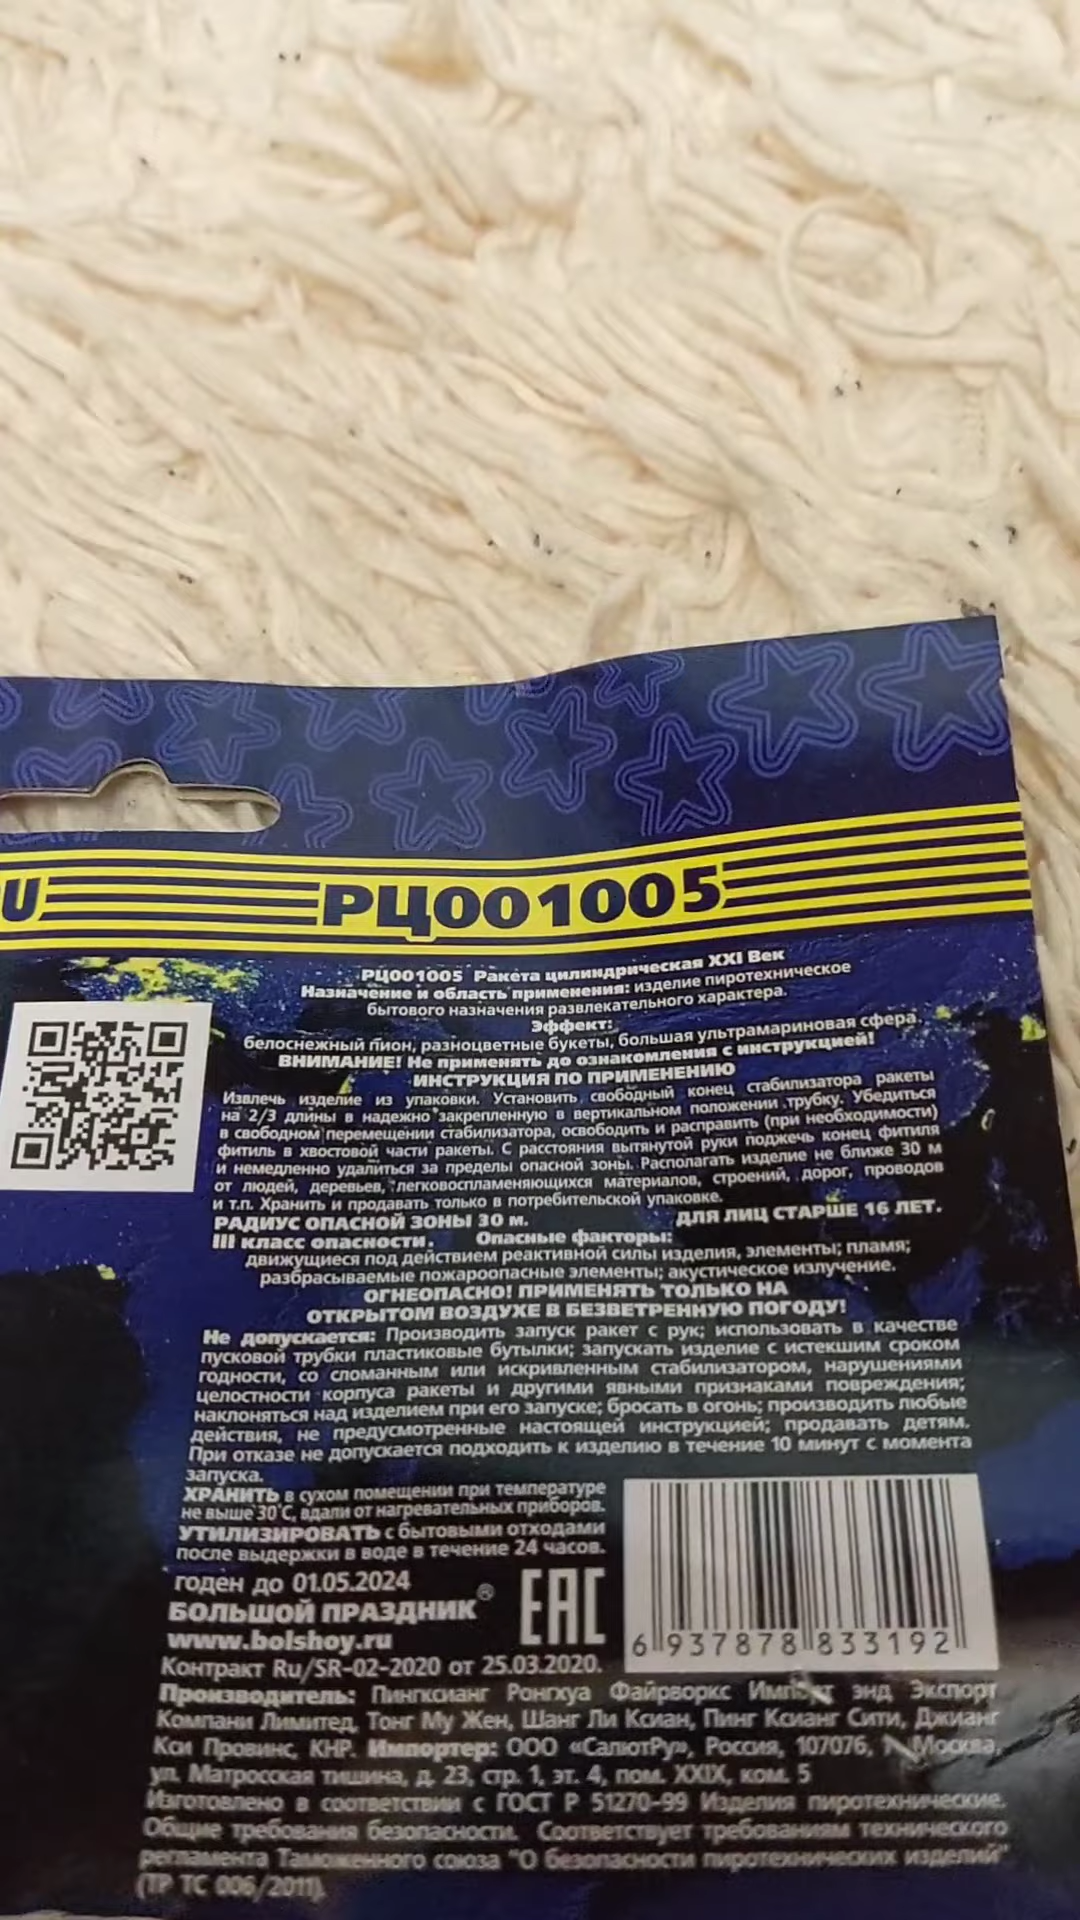 RU
РЦ001005
РЦ001005 Ракета цилиндрическая XXI Век
Назначение и область применения: изделие пиротехническое
бытового назначения развлекательного характера.
Эффект:
белоснежный пион, разноцветные букеты, большая ультрамариновая сфера.
ВНИМАНИЕ! Не применять до ознакомления с инструкцией!
ИНСТРУКЦИЯ ПО ПРИМЕНЕНИЮ
Извлечь изделие из упаковки. Установить свободный конец стабилизатора ракеты
на 2/3 длины в надежно закрепленную в вертикальном положении трубку. Убедиться
в свободном перемещении стабилизатора, освободить и расправить (при необходимости)
фитиль в хвостовой части ракеты. С расстояния вытянутой руки поджечь конец фитиля
и немедленно удалиться за пределы опасной зоны. Располагать изделие не ближе 30 м
от людей, деревьев, легковоспламеняющихся материалов, строений, дорог, проводов
и т.п. Хранить и продавать только в потребительской упаковке.
РАДИУС ОПАСНОЙ ЗОНЫ 30 м. ДЛЯ ЛИЦ СТАРШЕ 16 ЛЕТ.
III класс опасности. Опасные факторы:
движущиеся под действием реактивной силы изделия, элементы; пламя;
разбрасываемые пожароопасные элементы; акустическое излучение.
ОГНЕОПАСНО! ПРИМЕНЯТЬ ТОЛЬКО НА
ОТКРЫТОМ ВОЗДУХЕ В БЕЗВЕТРЕННУЮ ПОГОДУ!
Не допускается: Производить запуск ракет с рук; использовать в качестве
пусковой трубки пластиковые бутылки; запускать изделие с истекшим сроком
годности, со сломанным или искривленным стабилизатором, нарушениями
целостности корпуса ракеты и другими явными признаками повреждения;
наклоняться над изделием при его запуске; бросать в огонь; производить любые
действия, не предусмотренные настоящей инструкцией; продавать детям.
При отказе не допускается подходить к изделию в течение 10 минут с момента
запуска.
ХРАНИТЬ в сухом помещении при температуре
не выше 30°С, вдали от нагревательных приборов.
УТИЛИЗИРОВАТЬ с бытовыми отходами
после выдержки в воде в течение 24 часов.
годен до 01.05.2024
БОЛЬШОЙ ПРАЗДНИК®
EAC
www.bolshoy.ru
6 937878 833192
Контракт Ru/SR-02-2020 от 25.03.2020.
Производитель: Пингксианг Ронгхуа Файрворкс Импорт энд Экспорт
Компани Лимитед, Тонг Му Жен, Шанг Ли Ксиан, Пинг Ксианг Сити, Джианг
Кси Провинс, КНР. Импортер: ООО «СалютРу», Россия, 107076, г. Москва,
ул. Матросская тишина, д. 23, стр. 1, эт. 4, пом. XXIX, ком. 5
Изготовлено в соответствии с ГОСТ Р 51270-99 Изделия пиротехнические.
Общие требования безопасности. Соответствует требованиям технического
регламента Таможенного союза "О безопасности пиротехнических изделий"
(ТР ТС 006/2011).